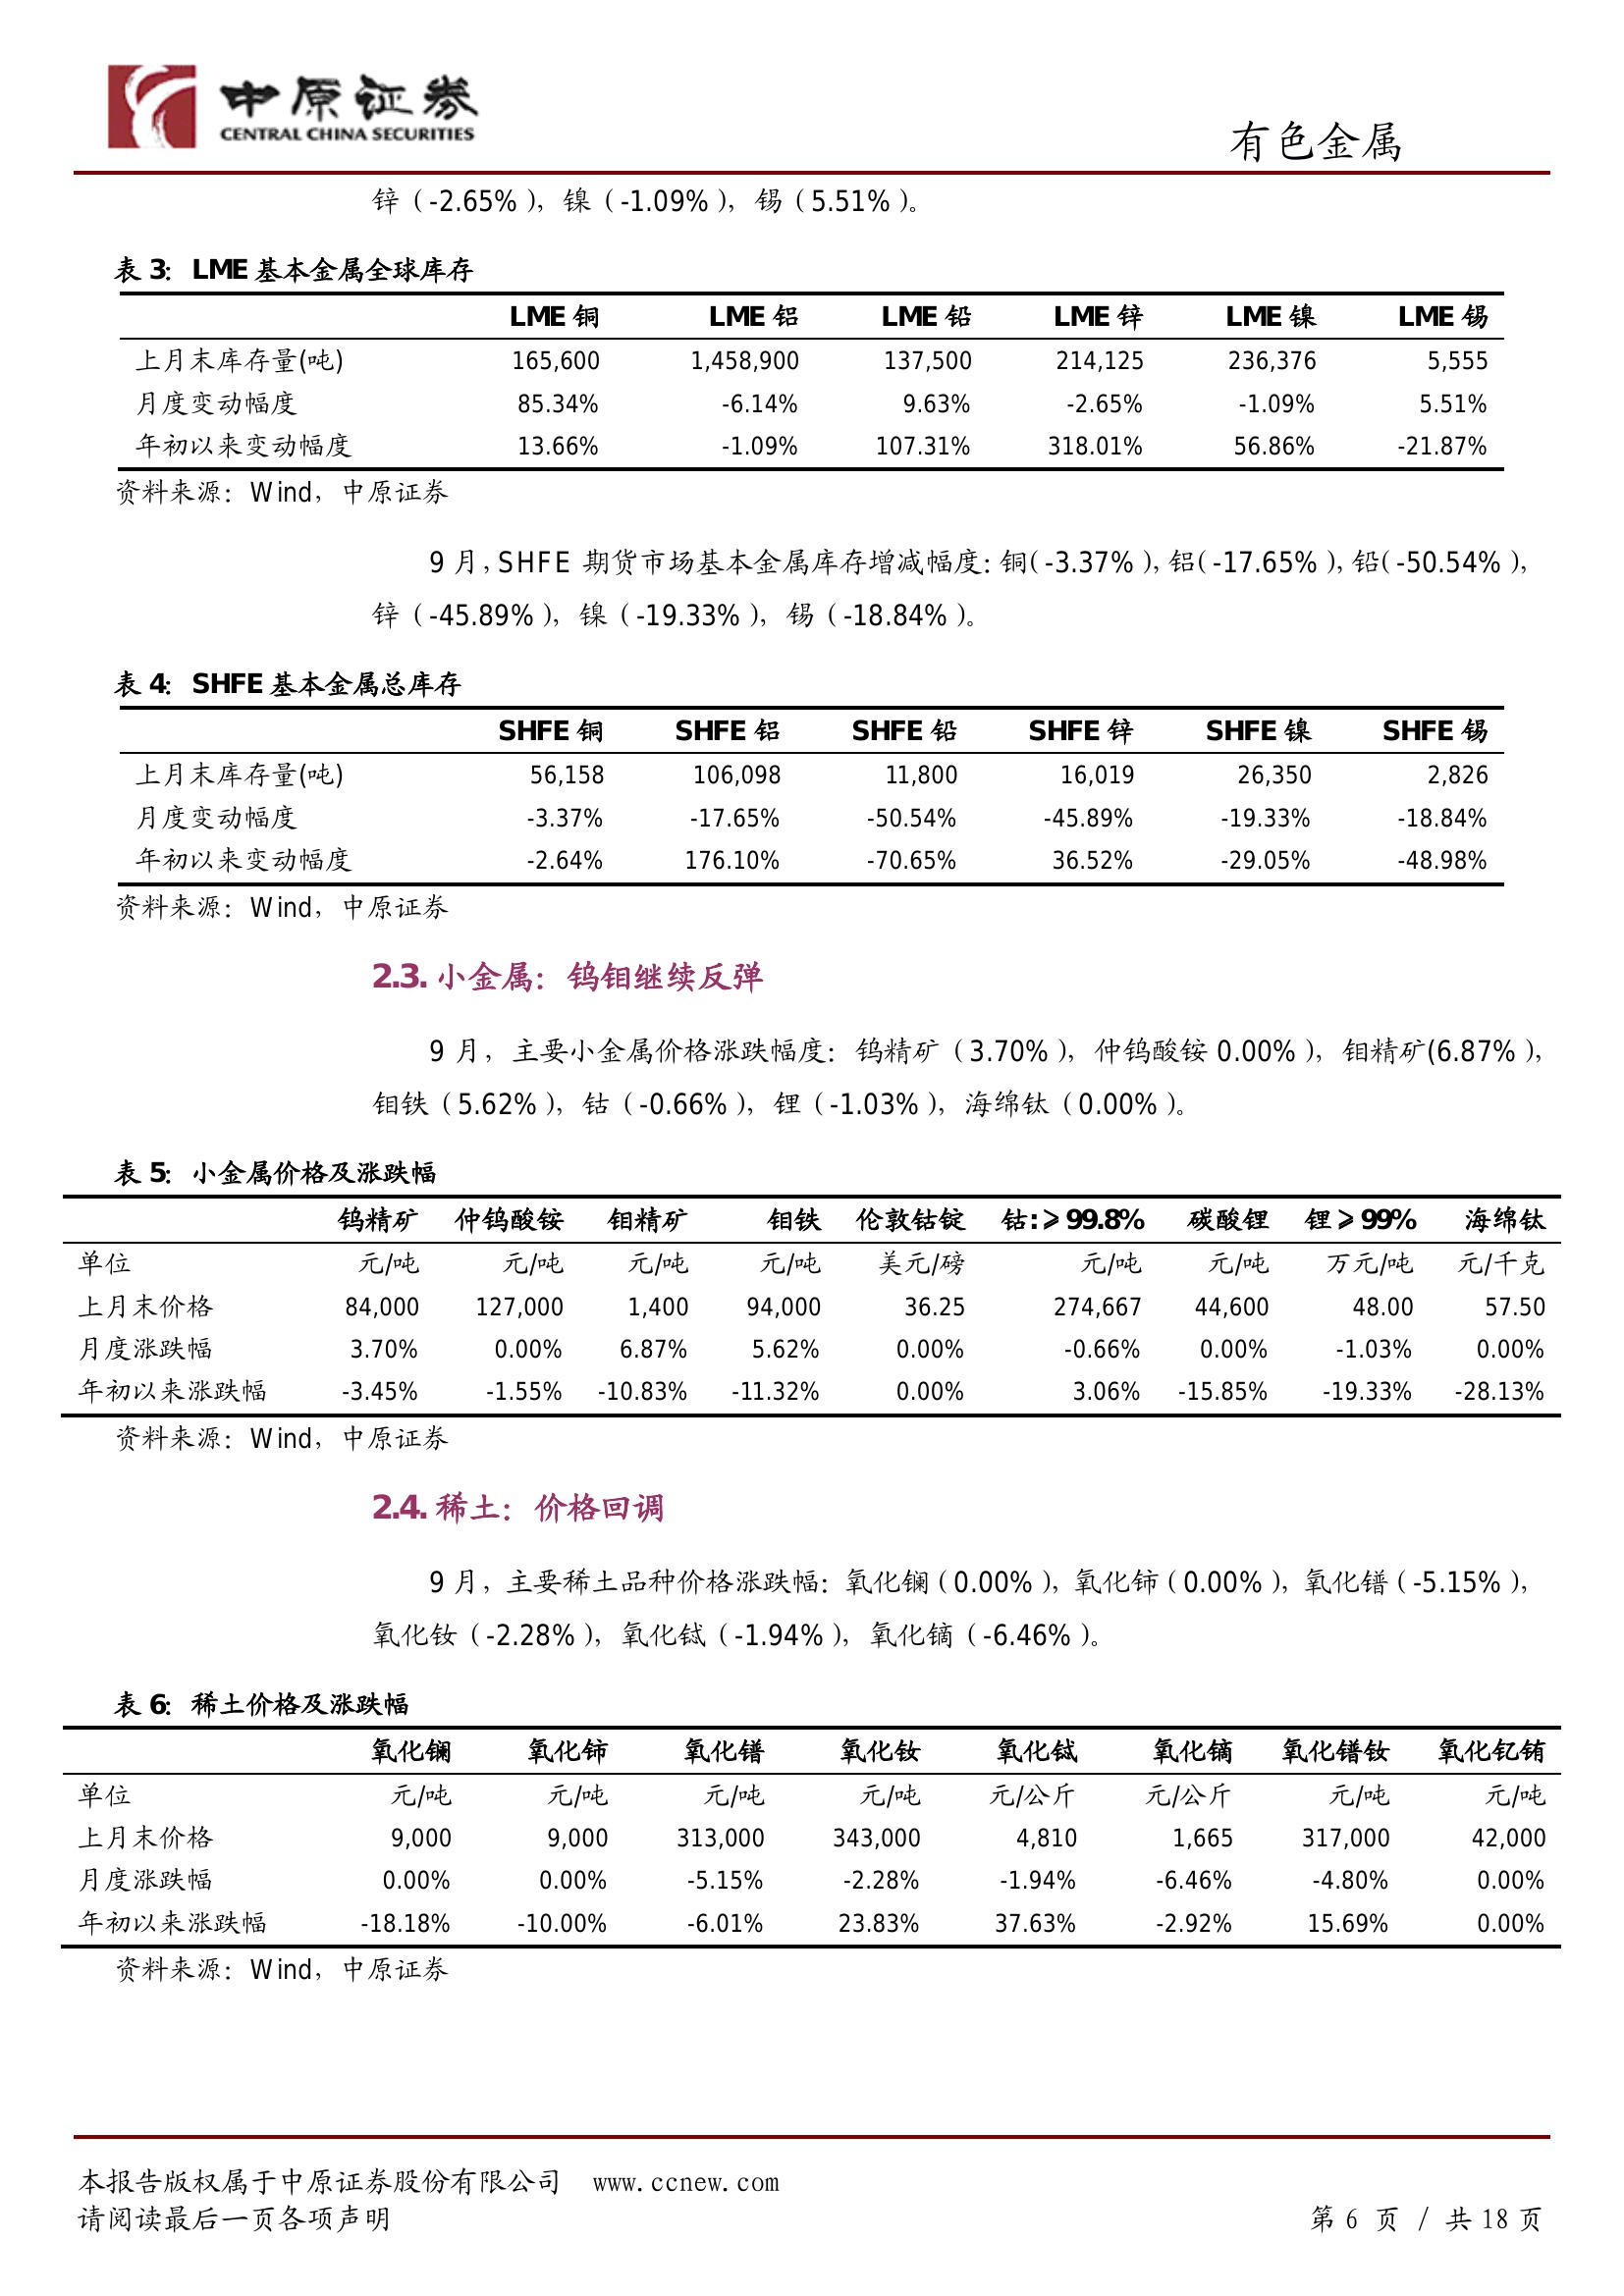 中原证券
CENTRAL CHINA SECURITIES
有色金属
锌（-2.65%），镍（-1.09%），锡（5.51%）。
表 3：LME 基本金属全球库存
LME 铜 LME 铝 LME 铅 LME 锌 LME 镍 LME 锡
上月末库存量(吨) 165,600 1,458,900 137,500 214,125 236,376 5,555
月度变动幅度 85.34% -6.14% 9.63% -2.65% -1.09% 5.51%
年初以来变动幅度 13.66% -1.09% 107.31% 318.01% 56.86% -21.87%
资料来源：Wind，中原证券
9 月，SHFE 期货市场基本金属库存增减幅度：铜（-3.37%），铝（-17.65%），铅（-50.54%），
锌（-45.89%），镍（-19.33%），锡（-18.84%）。
表 4：SHFE 基本金属总库存
SHFE 铜 SHFE 铝 SHFE 铅 SHFE 锌 SHFE 镍 SHFE 锡
上月末库存量(吨) 56,158 106,098 11,800 16,019 26,350 2,826
月度变动幅度 -3.37% -17.65% -50.54% -45.89% -19.33% -18.84%
年初以来变动幅度 -2.64% 176.10% -70.65% 36.52% -29.05% -48.98%
资料来源：Wind，中原证券
2.3. 小金属：钨钼继续反弹
9 月，主要小金属价格涨跌幅度：钨精矿（3.70%），仲钨酸铵 0.00%），钼精矿(6.87%），
钼铁（5.62%），钴（-0.66%），锂（-1.03%），海绵钛（0.00%）。
表 5：小金属价格及涨跌幅
钨精矿 仲钨酸铵 钼精矿 钼铁 伦敦钴锭 钴:≥99.8% 碳酸锂 锂≥99% 海绵钛
单位 元/吨 元/吨 元/吨 元/吨 美元/磅 元/吨 元/吨 万元/吨 元/千克
上月末价格 84,000 127,000 1,400 94,000 36.25 274,667 44,600 48.00 57.50
月度涨跌幅 3.70% 0.00% 6.87% 5.62% 0.00% -0.66% 0.00% -1.03% 0.00%
年初以来涨跌幅 -3.45% -1.55% -10.83% -11.32% 0.00% 3.06% -15.85% -19.33% -28.13%
资料来源：Wind，中原证券
2.4. 稀土：价格回调
9 月，主要稀土品种价格涨跌幅：氧化镧（0.00%），氧化铈（0.00%），氧化镨（-5.15%），
氧化钕（-2.28%），氧化铽（-1.94%），氧化镝（-6.46%）。
表 6：稀土价格及涨跌幅
氧化镧 氧化铈 氧化镨 氧化钕 氧化铽 氧化镝 氧化镨钕 氧化钇铕
单位 元/吨 元/吨 元/吨 元/吨 元/公斤 元/公斤 元/吨 元/吨
上月末价格 9,000 9,000 313,000 343,000 4,810 1,665 317,000 42,000
月度涨跌幅 0.00% 0.00% -5.15% -2.28% -1.94% -6.46% -4.80% 0.00%
年初以来涨跌幅 -18.18% -10.00% -6.01% 23.83% 37.63% -2.92% 15.69% 0.00%
资料来源：Wind，中原证券
本报告版权属于中原证券股份有限公司 www.ccnew.com
请阅读最后一页各项声明 第 6 页 / 共 18 页